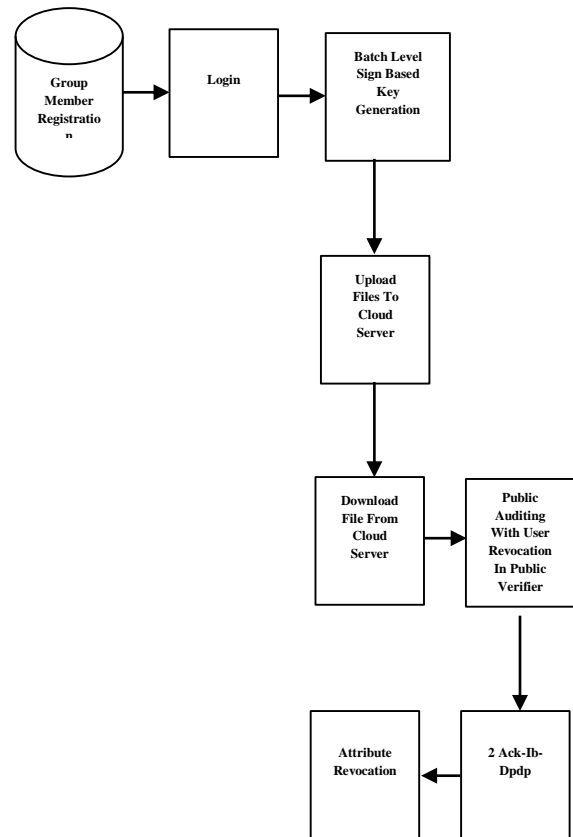 Group
Member
Registratio
n
Login
Batch Level
Sign Based
Key
Generation
Upload
Files To
Cloud
Server
Download
File From
Cloud
Server
Public
Auditing
With User
Revocation
In Public
Verifier
Attribute
Revocation
2 Ack-Ib-
Dpdp